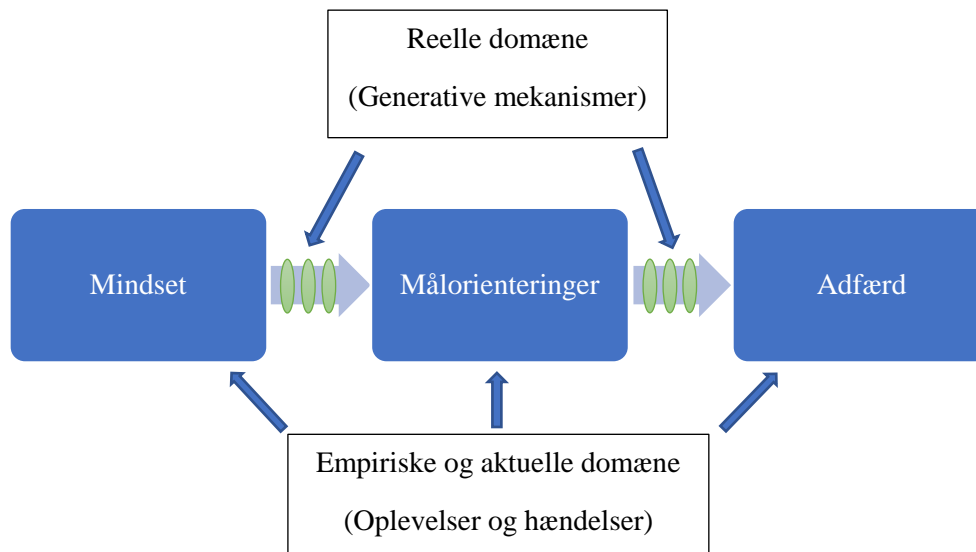 Reelle domæne
(Generative mekanismer)
Mindset
Målorienteringer
Adfærd
Empiriske og aktuelle domæne
(Oplevelser og hændelser)